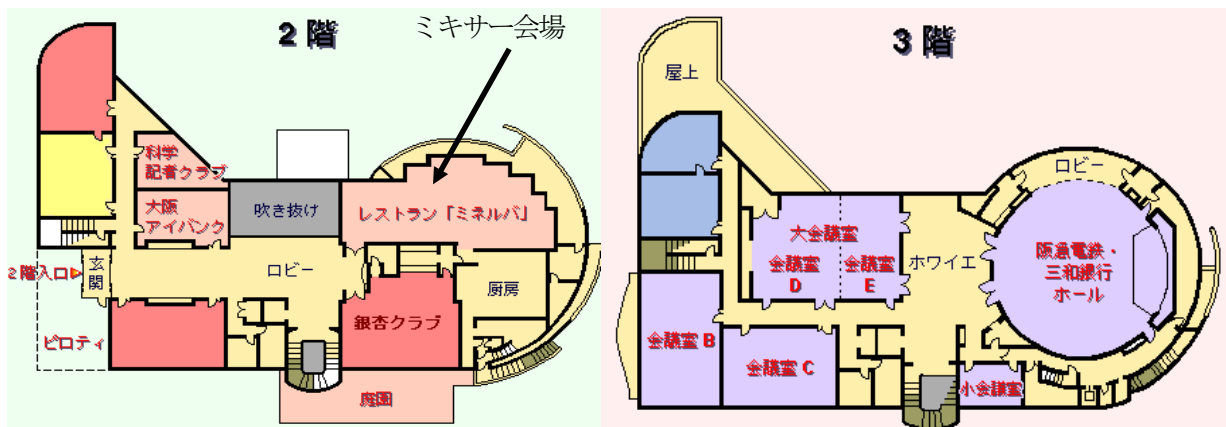 2階
ミキサー会場
科学
記者クラブ
大阪
アイバンク
吹き抜け
レストラン「ミネルバ」
2階入口
玄
関
ロビー
厨房
銀杏クラブ
ピロティ
庭園
3階
屋上
ロビー
大会議室
会議室
D
会議室
E
ホワイエ
阪急電鉄・
三和銀行
ホール
会議室 B
会議室 C
小会議室